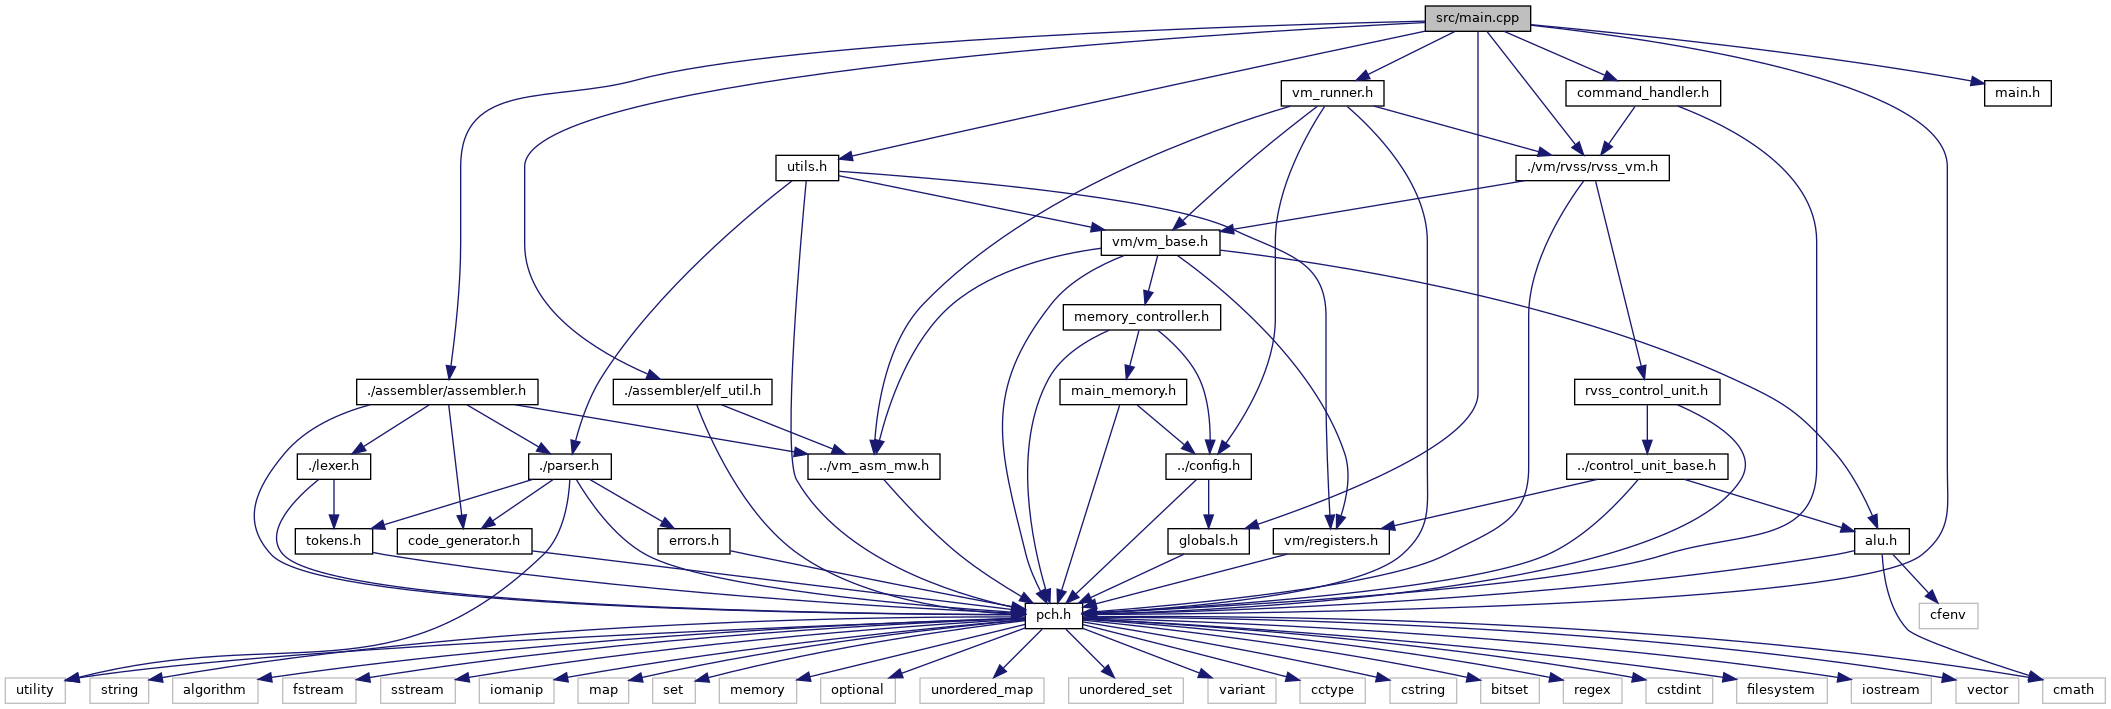 src/main.cpp
vm_runner.h
command_handler.h
main.h
utils.h
./vm/rvss/rvss_vm.h
vm/vm_base.h
memory_controller.h
./assembler/assembler.h
./assembler/elf_util.h
main_memory.h
rvss_control_unit.h
./lexer.h
./parser.h
../vm_asm_mw.h
../config.h
../control_unit_base.h
tokens.h
code_generator.h
errors.h
globals.h
vm/registers.h
alu.h
pch.h
cfenv
utility
string
algorithm
fstream
sstream
iomanip
map
set
memory
optional
unordered_map
unordered_set
variant
cctype
cstring
bitset
regex
cstdint
filesystem
iostream
vector
cmath